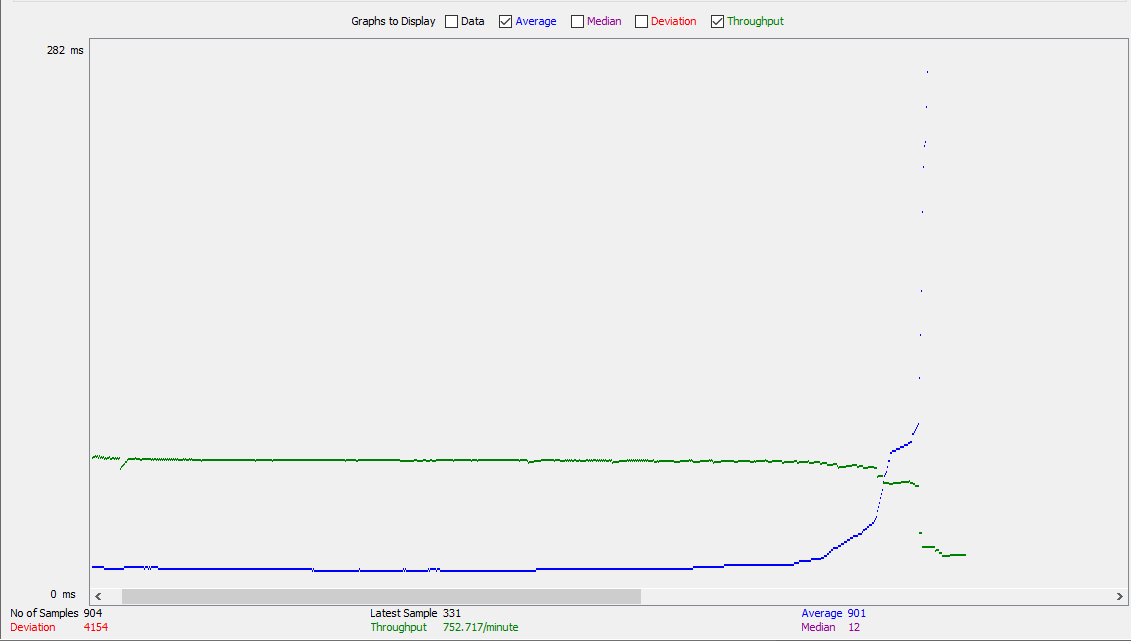 Graphs to Display Data Average Median Deviation Throughput
282 ms
0 ms
No of Samples 904 Latest Sample 331 Average 901
Deviation 4154 Throughput 752.717/minute Median 12